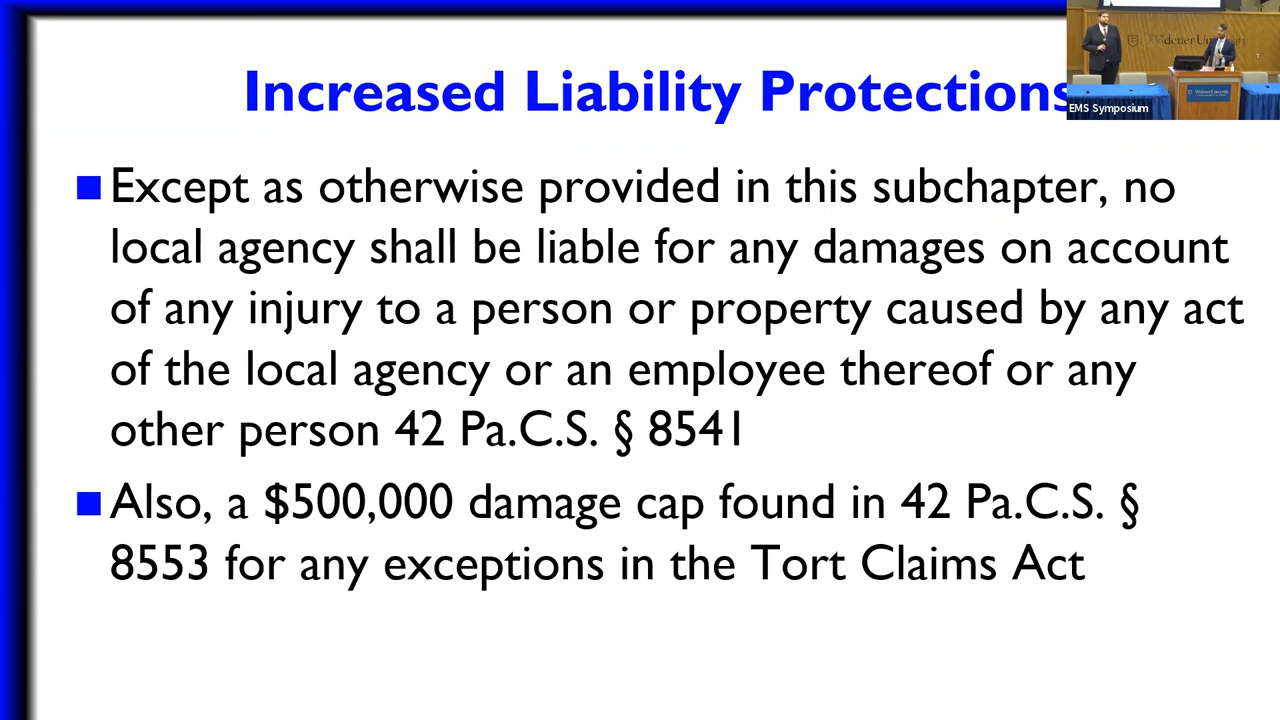 Increased Liability Protections
Widener University
EMS Symposium
Except as otherwise provided in this subchapter, no
local agency shall be liable for any damages on account
of any injury to a person or property caused by any act
of the local agency or an employee thereof or any
other person 42 Pa.C.S. § 8541
Also, a $500,000 damage cap found in 42 Pa.C.S. §
8553 for any exceptions in the Tort Claims Act